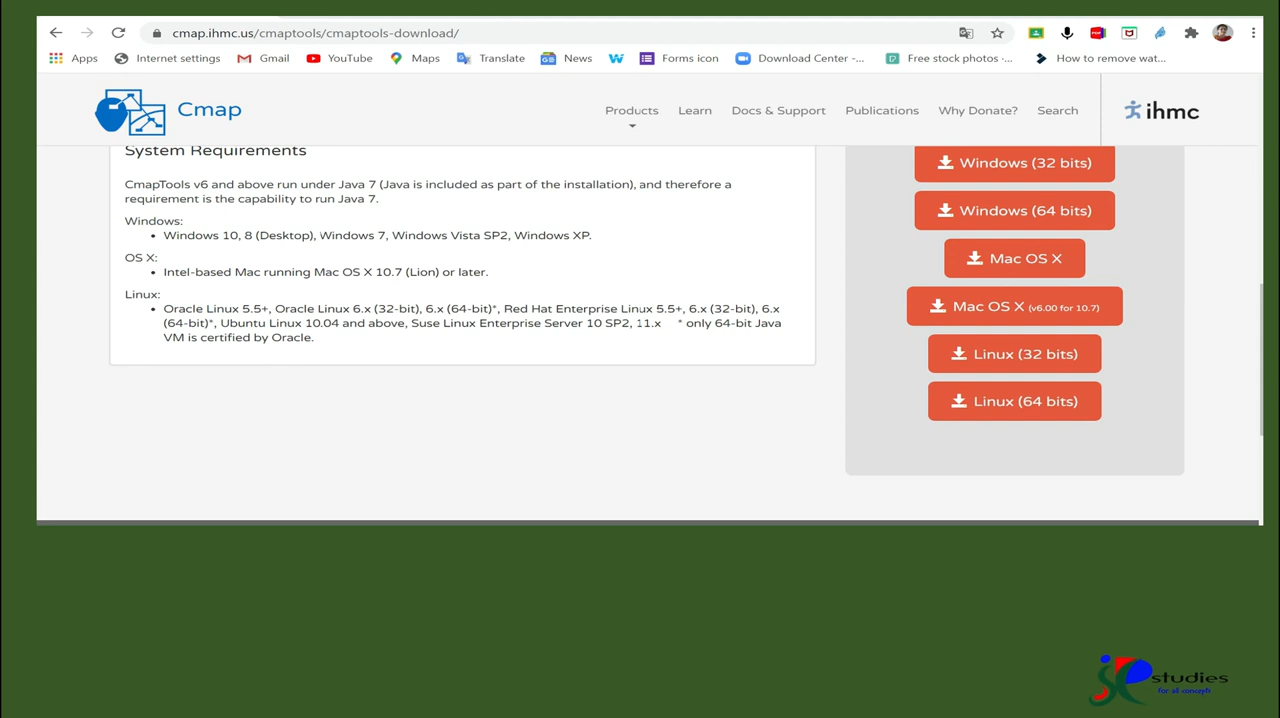 cmap.ihmc.us/cmaptools/cmaptools-download/
Apps Internet settings Gmail YouTube Maps Translate News Forms icon Download Center -... Free stock photos -... How to remove wat...
Cmap Products Learn Docs & Support Publications Why Donate? Search ihmc
System Requirements
CmapTools v6 and above run under Java 7 (Java is included as part of the installation), and therefore a
requirement is the capability to run Java 7.
Windows:
• Windows 10, 8 (Desktop), Windows 7, Windows Vista SP2, Windows XP.
OS X:
• Intel-based Mac running Mac OS X 10.7 (Lion) or later.
Linux:
• Oracle Linux 5.5+, Oracle Linux 6.x (32-bit), 6.x (64-bit)*, Red Hat Enterprise Linux 5.5+, 6.x (32-bit), 6.x
(64-bit)*, Ubuntu Linux 10.04 and above, Suse Linux Enterprise Server 10 SP2, 11.x * only 64-bit Java
VM is certified by Oracle.
Windows (32 bits)
Windows (64 bits)
Mac OS X
Mac OS X (v6.00 for 10.7)
Linux (32 bits)
Linux (64 bits)
studies
for all concepts